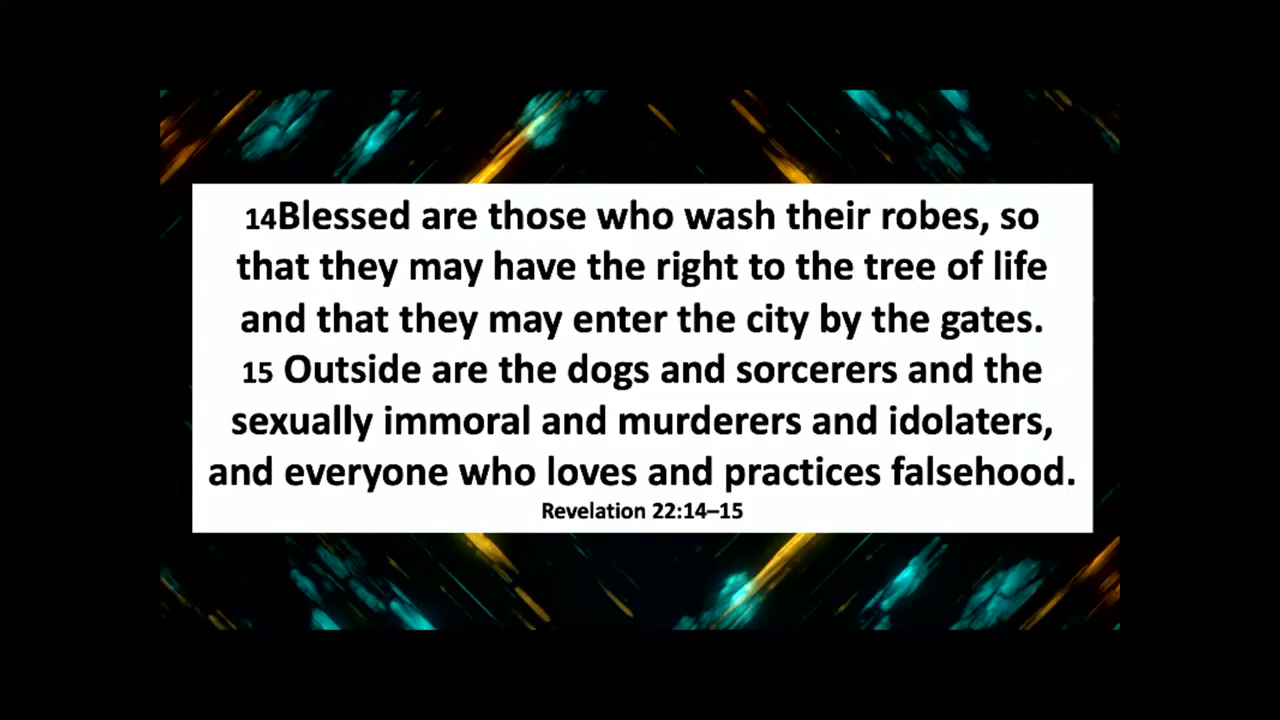 14Blessed are those who wash their robes, so
that they may have the right to the tree of life
and that they may enter the city by the gates.
15 Outside are the dogs and sorcerers and the
sexually immoral and murderers and idolaters,
and everyone who loves and practices falsehood.
Revelation 22:14–15